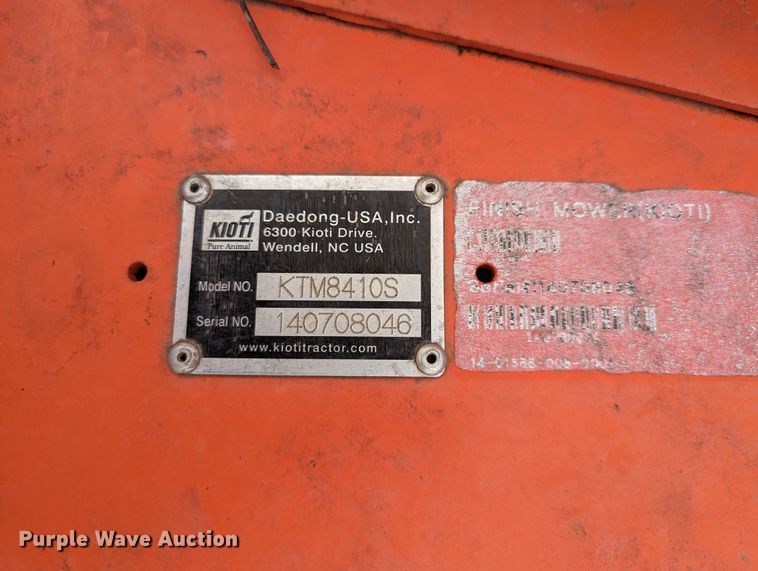 KIOTI
Pure Animal
Daedong-USA, Inc.
6300 Kioti Drive.
Wendell, NC USA
Model NO. KTM8410S
Serial NO. 140708046
www.kiotitractor.com
FINISH MOWER(KIOTI)
Purple Wave Auction